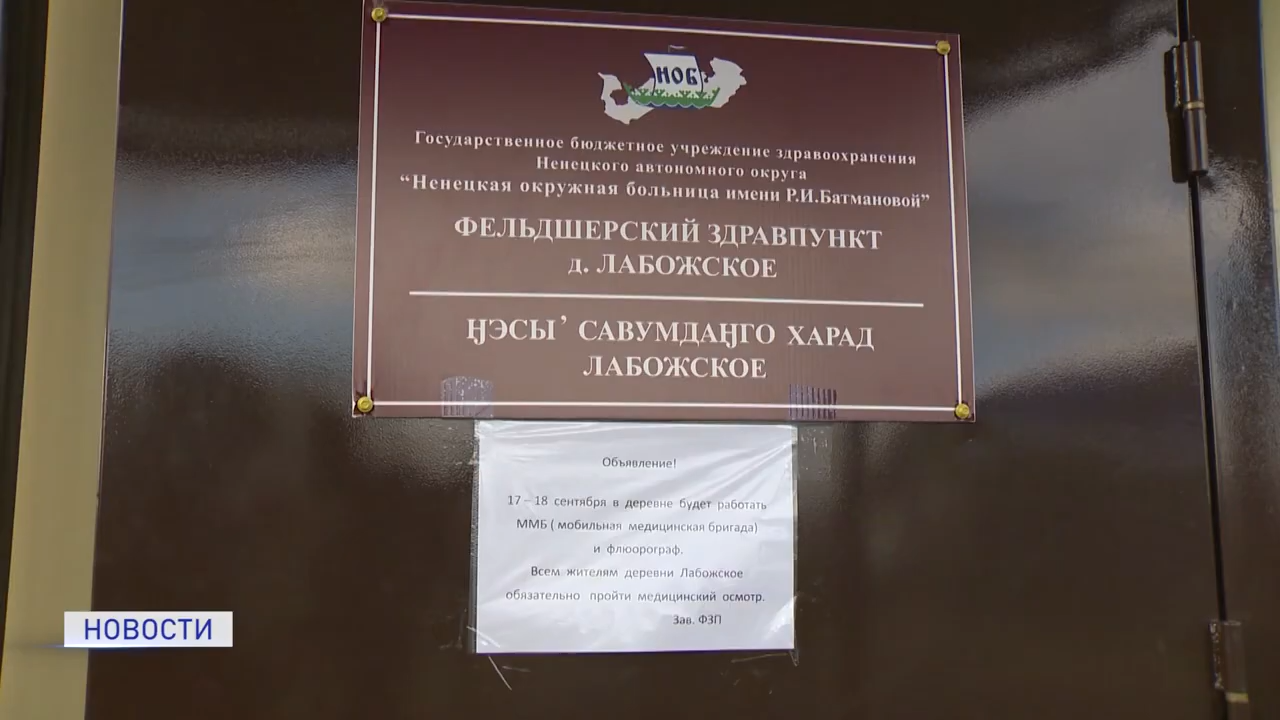 НОБ
Государственное бюджетное учреждение здравоохранения
Ненецкого автономного округа
“Ненецкая окружная больница имени Р.И.Батмановой”
ФЕЛЬДШЕРСКИЙ ЗДРАВПУНКТ
д. ЛАБОЖСКОЕ
ӇЭСЫ’ САВУМДАӇГО ХАРАД
ЛАБОЖСКОЕ
Объявление!
17 – 18 сентября в деревне будет работать
ММБ ( мобильная медицинская бригада)
и флюорограф.
Всем жителям деревни Лабожское
обязательно пройти медицинский осмотр.
Зав. ФЗП
НОВОСТИ